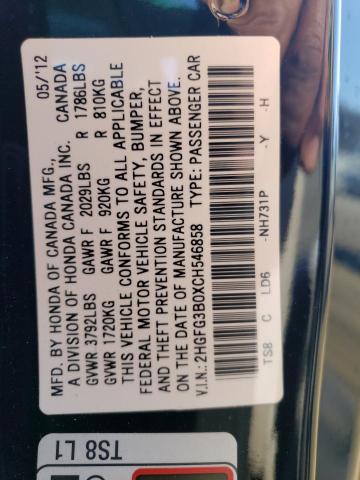 MFD. BY HONDA OF CANADA MFG., 05/'12
A DIVISION OF HONDA CANADA INC. CANADA
GVWR 3792LBS GAWR F 2029LBS R 1786LBS
GVWR 1720KG GAWR F 920KG R 810KG
THIS VEHICLE CONFORMS TO ALL APPLICABLE
FEDERAL MOTOR VEHICLE SAFETY, BUMPER,
AND THEFT PREVENTION STANDARDS IN EFFECT
ON THE DATE OF MANUFACTURE SHOWN ABOVE.
V.I.N.: 2HGFG3B0XCH546858 TYPE: PASSENGER CAR
TS8 C LD6 -NH731P -Y -H
TS8 L1